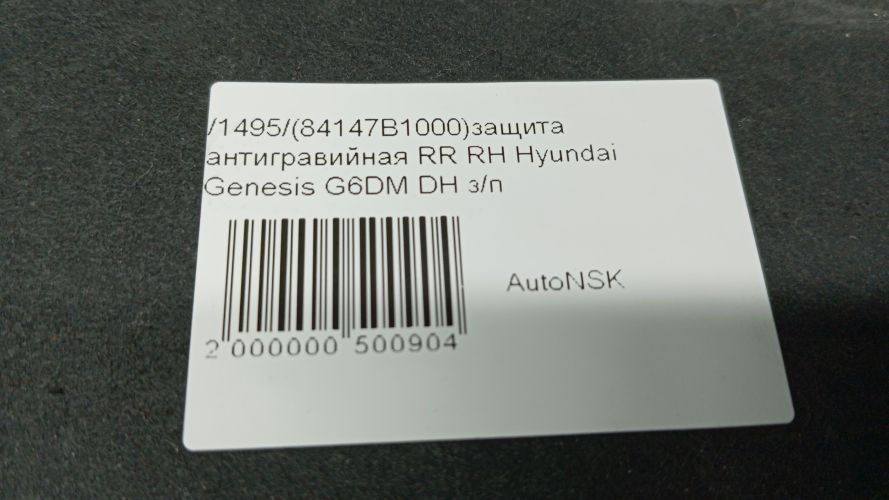 /1495/(84147B1000)защита
антигравийная RR RH Hyundai
Genesis G6DM DH з/п
AutoNSK
2 000000 500904